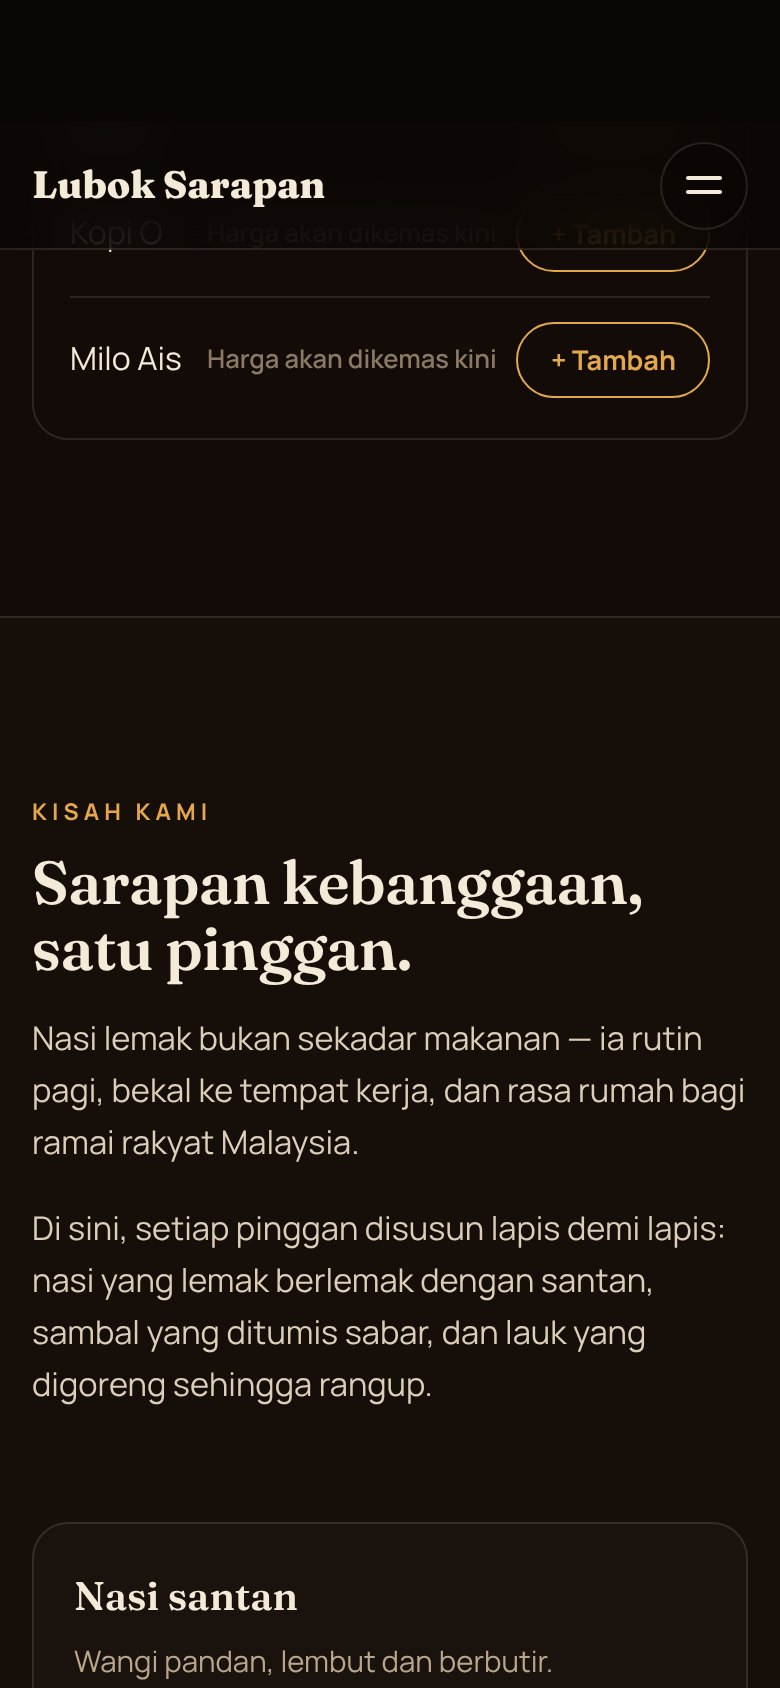 Lubok Sarapan
Kopi O Harga akan dikemas kini + Tambah
Milo Ais Harga akan dikemas kini + Tambah
KISAH KAMI
Sarapan kebanggaan,
satu pinggan.
Nasi lemak bukan sekadar makanan — ia rutin
pagi, bekal ke tempat kerja, dan rasa rumah bagi
ramai rakyat Malaysia.
Di sini, setiap pinggan disusun lapis demi lapis:
nasi yang lemak berlemak dengan santan,
sambal yang ditumis sabar, dan lauk yang
digoreng sehingga rangup.
Nasi santan
Wangi pandan, lembut dan berbutir.